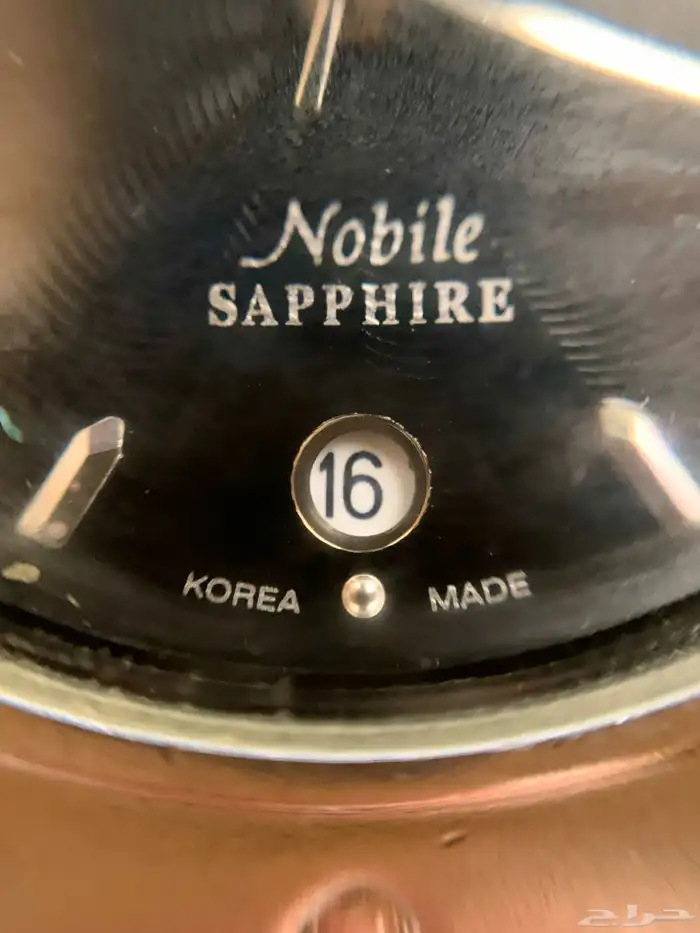 Nobile
SAPPHIRE
16
KOREA MADE
حراج